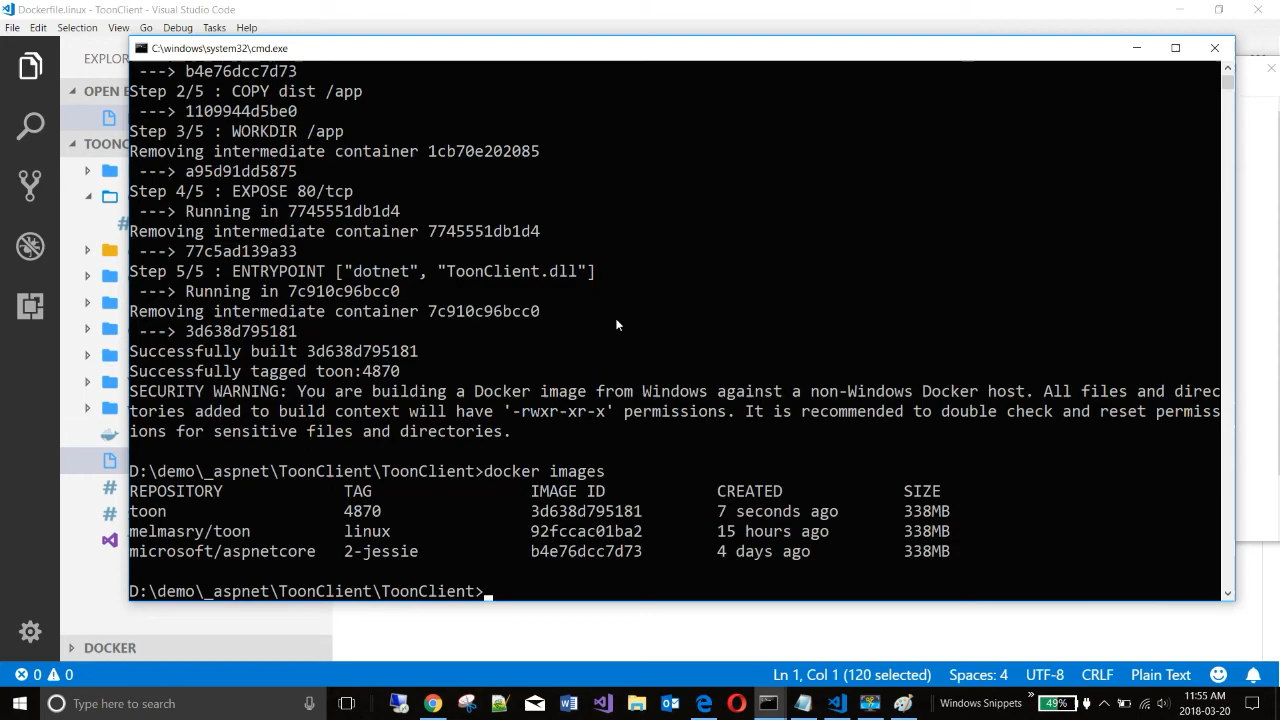 Dockerfile.linux - ToonClient - Visual Studio Code
File Edit Selection View Go Debug Tasks Help
C:\windows\system32\cmd.exe
EXPLOR
OPEN E
TOONC
---> b4e76dcc7d73
Step 2/5 : COPY dist /app
---> 1109944d5be0
Step 3/5 : WORKDIR /app
Removing intermediate container 1cb70e202085
---> a95d91dd5875
Step 4/5 : EXPOSE 80/tcp
---> Running in 7745551db1d4
Removing intermediate container 7745551db1d4
---> 77c5ad139a33
Step 5/5 : ENTRYPOINT ["dotnet", "ToonClient.dll"]
---> Running in 7c910c96bcc0
Removing intermediate container 7c910c96bcc0
---> 3d638d795181
Successfully built 3d638d795181
Successfully tagged toon:4870
SECURITY WARNING: You are building a Docker image from Windows against a non-Windows Docker host. All files and direc
tories added to build context will have '-rwxr-xr-x' permissions. It is recommended to double check and reset permiss
ions for sensitive files and directories.
D:\demo\_aspnet\ToonClient\ToonClient>docker images
REPOSITORY TAG IMAGE ID CREATED SIZE
toon 4870 3d638d795181 7 seconds ago 338MB
melmasry/toon linux 92fccac01ba2 15 hours ago 338MB
microsoft/aspnetcore 2-jessie b4e76dcc7d73 4 days ago 338MB
D:\demo\_aspnet\ToonClient\ToonClient>
DOCKER
0 0 Ln 1, Col 1 (120 selected) Spaces: 4 UTF-8 CRLF Plain Text
Type here to search Windows Snippets 49% 11:55 AM
2018-03-20